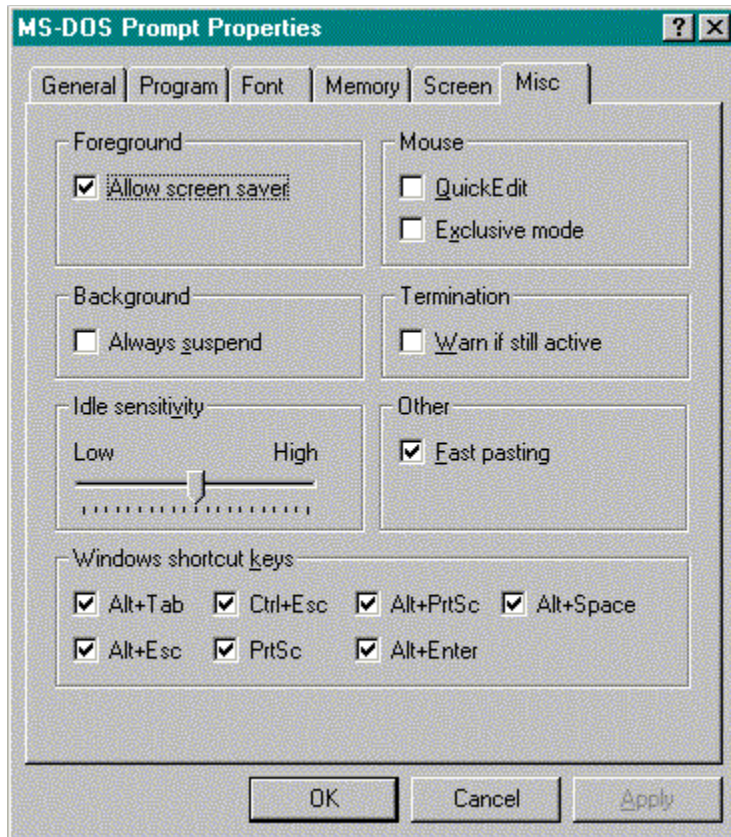 MS-DOS Prompt Properties
General Program Font Memory Screen Misc
Foreground
Allow screen saver
Mouse
QuickEdit
Exclusive mode
Background
Always suspend
Termination
Warn if still active
Idle sensitivity
Low High
Other
Fast pasting
Windows shortcut keys
Alt+Tab Ctrl+Esc Alt+PrtSc Alt+Space
Alt+Esc PrtSc Alt+Enter
OK Cancel Apply